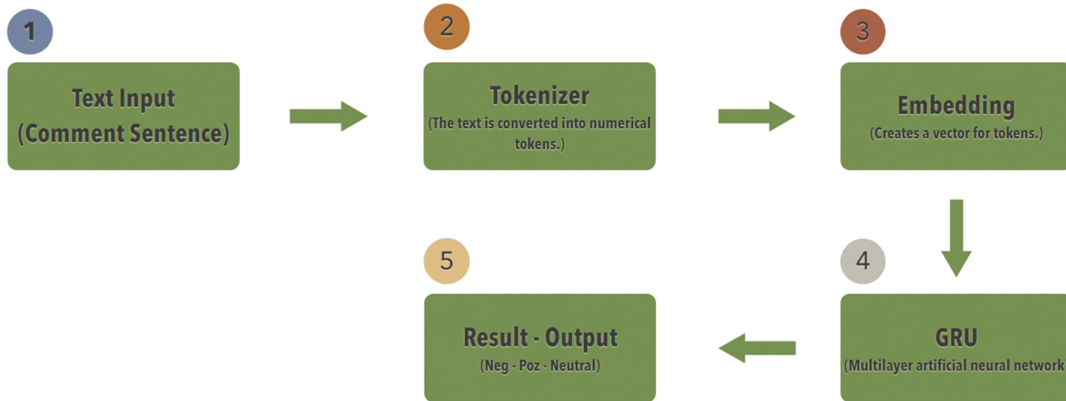 1
Text Input
(Comment Sentence)
2
Tokenizer
(The text is converted into numerical
tokens.)
3
Embedding
(Creates a vector for tokens.)
4
GRU
(Multilayer artificial neural network
5
Result - Output
(Neg - Poz - Neutral)